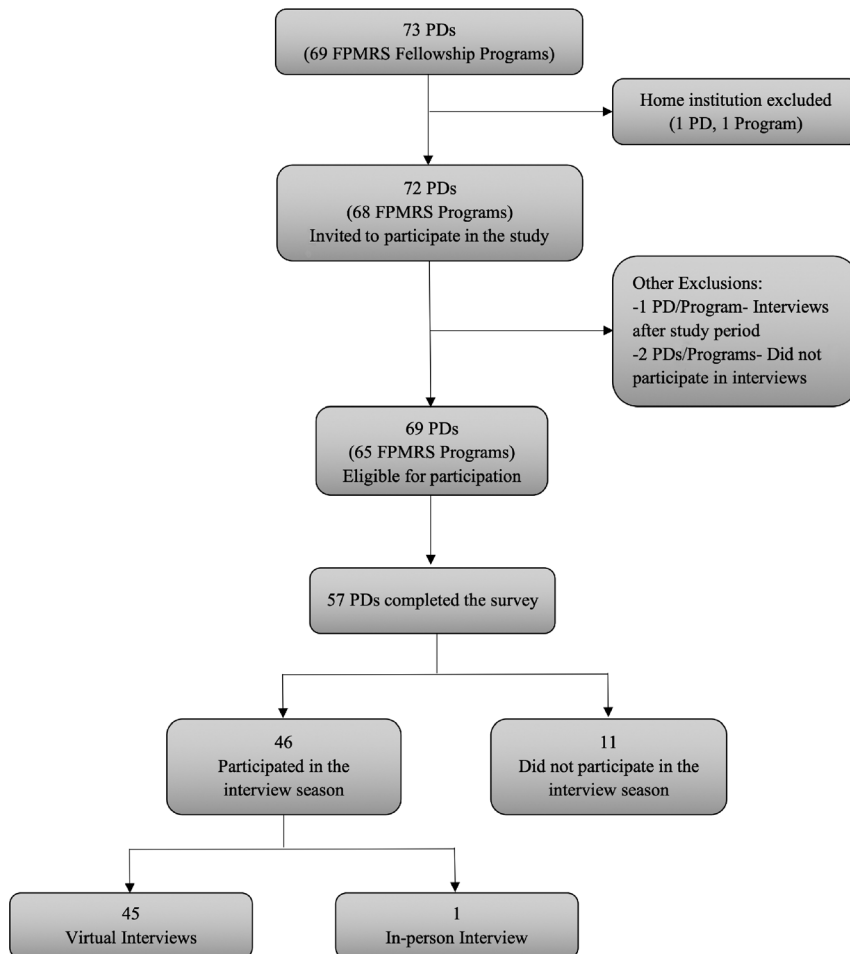 73 PDs
(69 FPMRS Fellowship Programs)
Home institution excluded
(1 PD, 1 Program)
72 PDs
(68 FPMRS Programs)
Invited to participate in the study
Other Exclusions:
-1 PD/Program- Interviews
after study period
-2 PDs/Programs- Did not
participate in interviews
69 PDs
(65 FPMRS Programs)
Eligible for participation
57 PDs completed the survey
46
Participated in the
interview season
11
Did not participate in the
interview season
45
Virtual Interviews
1
In-person Interview